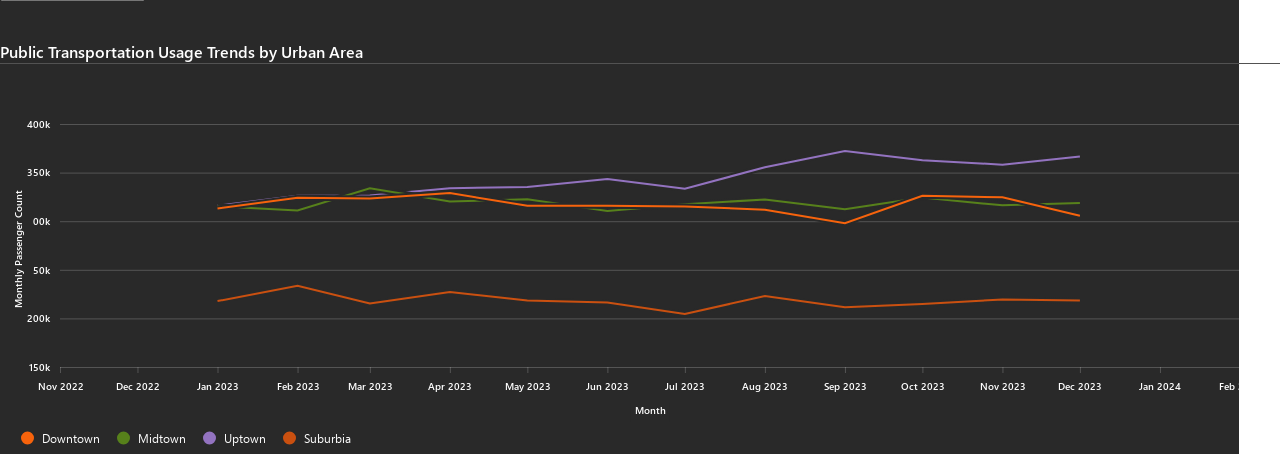 Public Transportation Usage Trends by Urban Area
Monthly Passenger Count
400k
350k
00k
50k
200k
150k
Nov 2022 Dec 2022 Jan 2023 Feb 2023 Mar 2023 Apr 2023 May 2023 Jun 2023 Jul 2023 Aug 2023 Sep 2023 Oct 2023 Nov 2023 Dec 2023 Jan 2024 Feb
Month
Downtown Midtown Uptown Suburbia